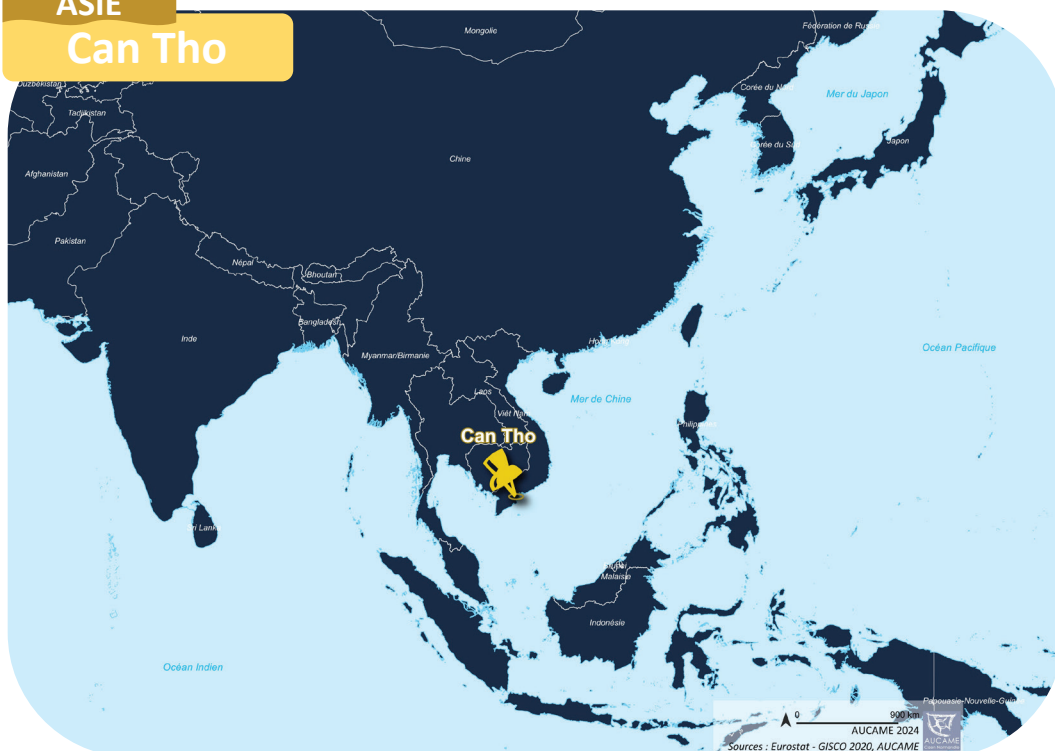 ASIE
Can Tho
Mongolie
Fédération de Russie
Ouzbékistan
Tadjikistan
Corée du Nord
Mer du Japon
Corée du Sud
Japon
Chine
Afghanistan
Pakistan
Népal
Bhoutan
Bangladesh
Inde
Myanmar/Birmanie
Hong Kong
Océan Pacifique
Laos
Mer de Chine
Viêt Nam
Philippines
Can Tho
Sri Lanka
Malaisie
Indonésie
Océan Indien
Papouasie-Nouvelle-Guinée
0 900 km
AUCAME 2024
Sources : Eurostat - GISCO 2020, AUCAME
AUCAME